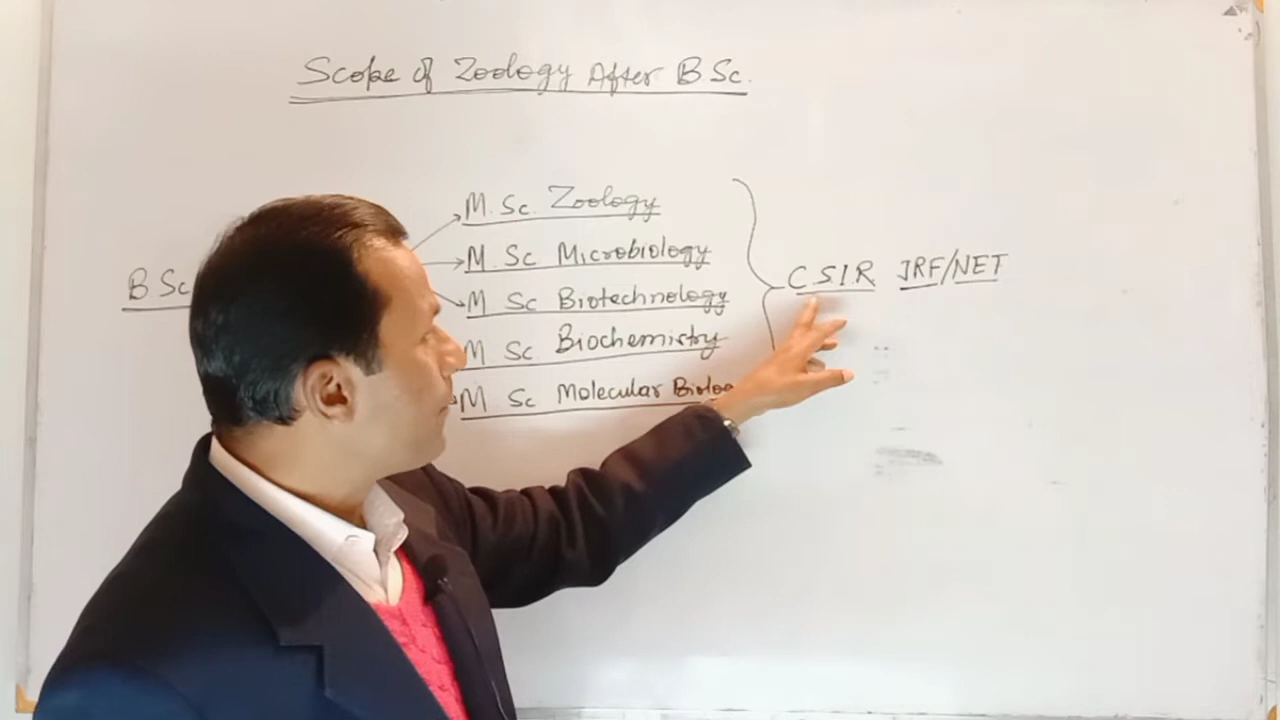 Scope of Zoology After B Sc.
B Sc
M. Sc. Zoology
M Sc Microbiology
M Sc Biotechnology
M Sc Biochemistry
M Sc Molecular Biolog
C.S.I.R JRF/NET